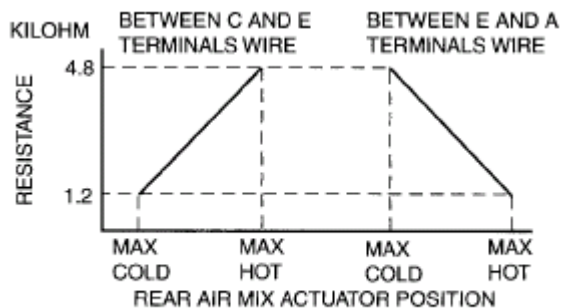 KILOHM
BETWEEN C AND E
TERMINALS WIRE
BETWEEN E AND A
TERMINALS WIRE
RESISTANCE
4.8
1.2
MAX
COLD
MAX
HOT
MAX
COLD
MAX
HOT
REAR AIR MIX ACTUATOR POSITION